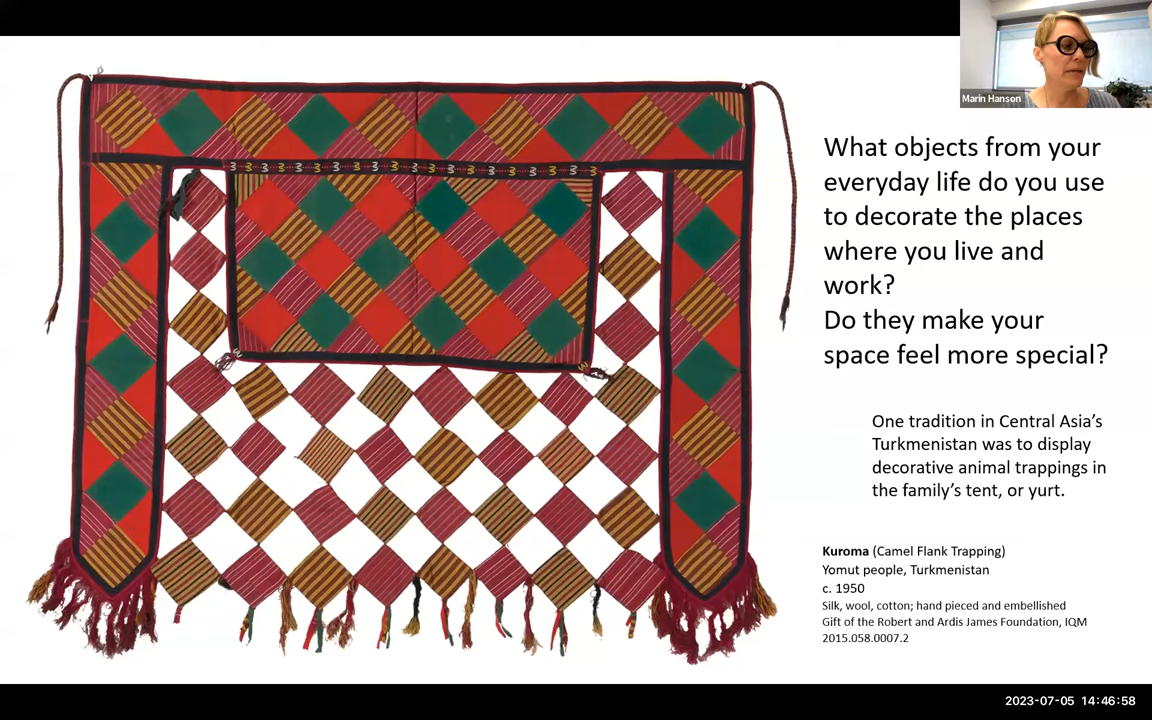 Marin Hanson
What objects from your
everyday life do you use
to decorate the places
where you live and
work?
Do they make your
space feel more special?
One tradition in Central Asia’s
Turkmenistan was to display
decorative animal trappings in
the family’s tent, or yurt.
Kuroma (Camel Flank Trapping)
Yomut people, Turkmenistan
c. 1950
Silk, wool, cotton; hand pieced and embellished
Gift of the Robert and Ardis James Foundation, IQM
2015.058.0007.2
2023-07-05 14:46:58